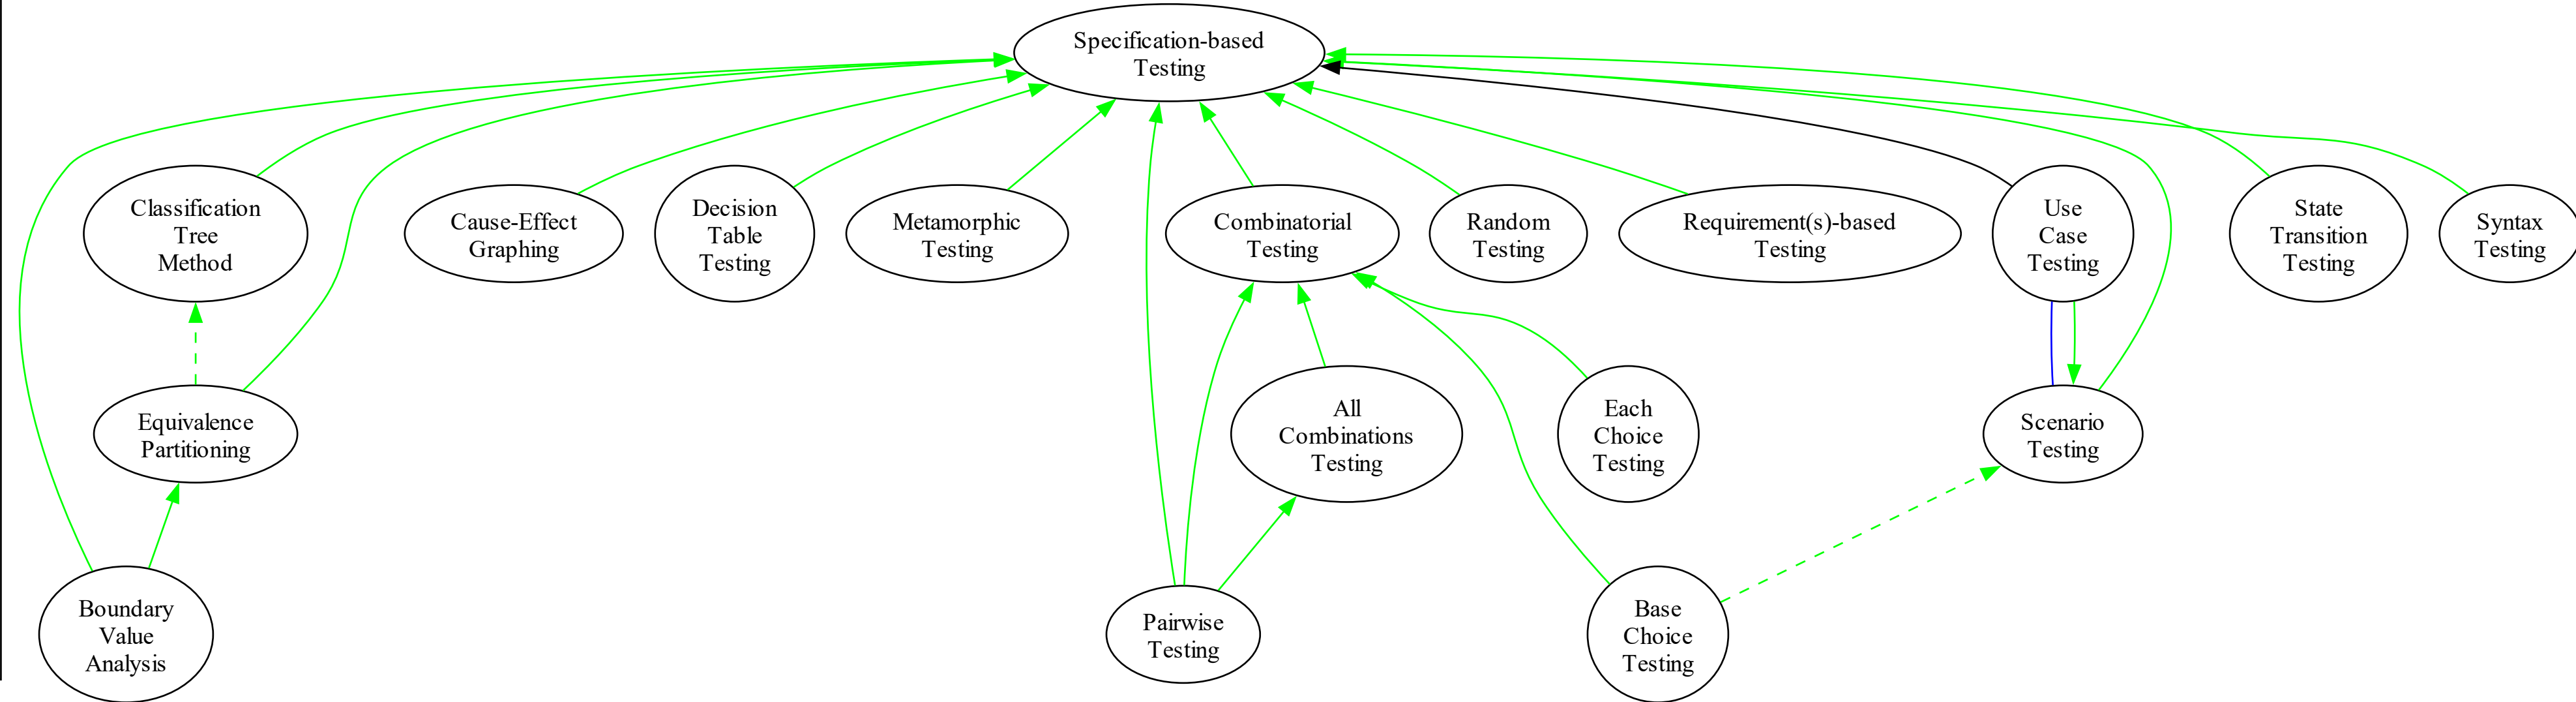 Specification-based
Testing
Classification
Tree
Method
Cause-Effect
Graphing
Decision
Table
Testing
Metamorphic
Testing
Combinatorial
Testing
Random
Testing
Requirement(s)-based
Testing
Use
Case
Testing
State
Transition
Testing
Syntax
Testing
Equivalence
Partitioning
All
Combinations
Testing
Each
Choice
Testing
Scenario
Testing
Boundary
Value
Analysis
Pairwise
Testing
Base
Choice
Testing